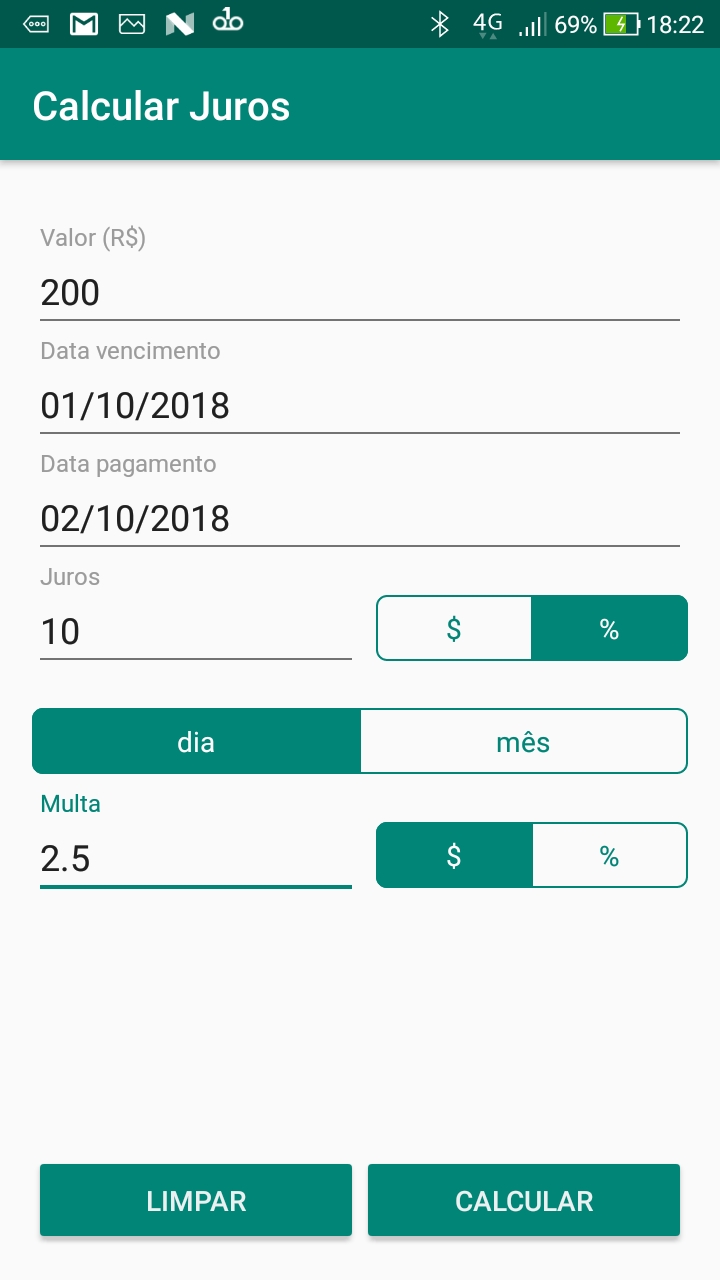 4G 69% 18:22
Calcular Juros
Valor (R$)
200
Data vencimento
01/10/2018
Data pagamento
02/10/2018
Juros
10 $ %
dia mês
Multa
2.5 $ %
LIMPAR CALCULAR